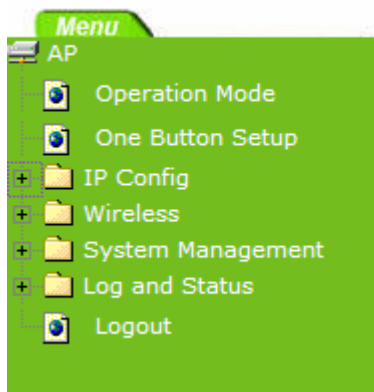 Menu
AP
Operation Mode
One Button Setup
IP Config
Wireless
System Management
Log and Status
Logout